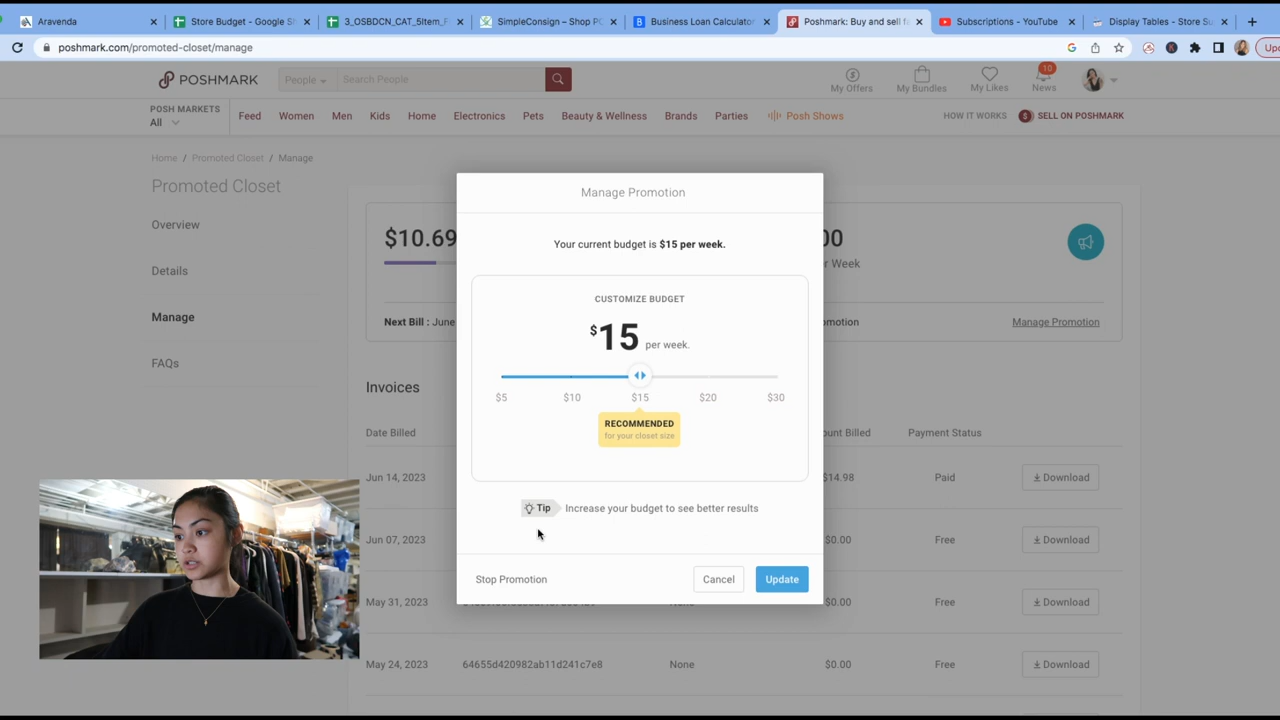 Aravenda
Store Budget - Google Sh
3_OSBDCN_CAT_5Item_F
SimpleConsign – Shop PC
Business Loan Calculator
Poshmark: Buy and sell fa
Subscriptions - YouTube
Display Tables - Store Su
poshmark.com/promoted-closet/manage
POSHMARK
People
Search People
My Offers
My Bundles
My Likes
10
News
POSH MARKETS
All
Feed
Women
Men
Kids
Home
Electronics
Pets
Beauty & Wellness
Brands
Parties
Posh Shows
HOW IT WORKS
SELL ON POSHMARK
Home / Promoted Closet / Manage
Promoted Closet
Overview
Details
Manage
FAQs
$10.69
00
r Week
Next Bill : June
omotion
Manage Promotion
Invoices
Date Billed
ount Billed
Payment Status
Jun 14, 2023
$14.98
Paid
Download
Jun 07, 2023
$0.00
Free
Download
May 31, 2023
None
$0.00
Free
Download
May 24, 2023
64655d420982ab11d241c7e8
None
$0.00
Free
Download
Manage Promotion
Your current budget is $15 per week.
CUSTOMIZE BUDGET
$15 per week.
$5
$10
$15
$20
$30
RECOMMENDED
for your closet size
Tip
Increase your budget to see better results
Stop Promotion
Cancel
Update